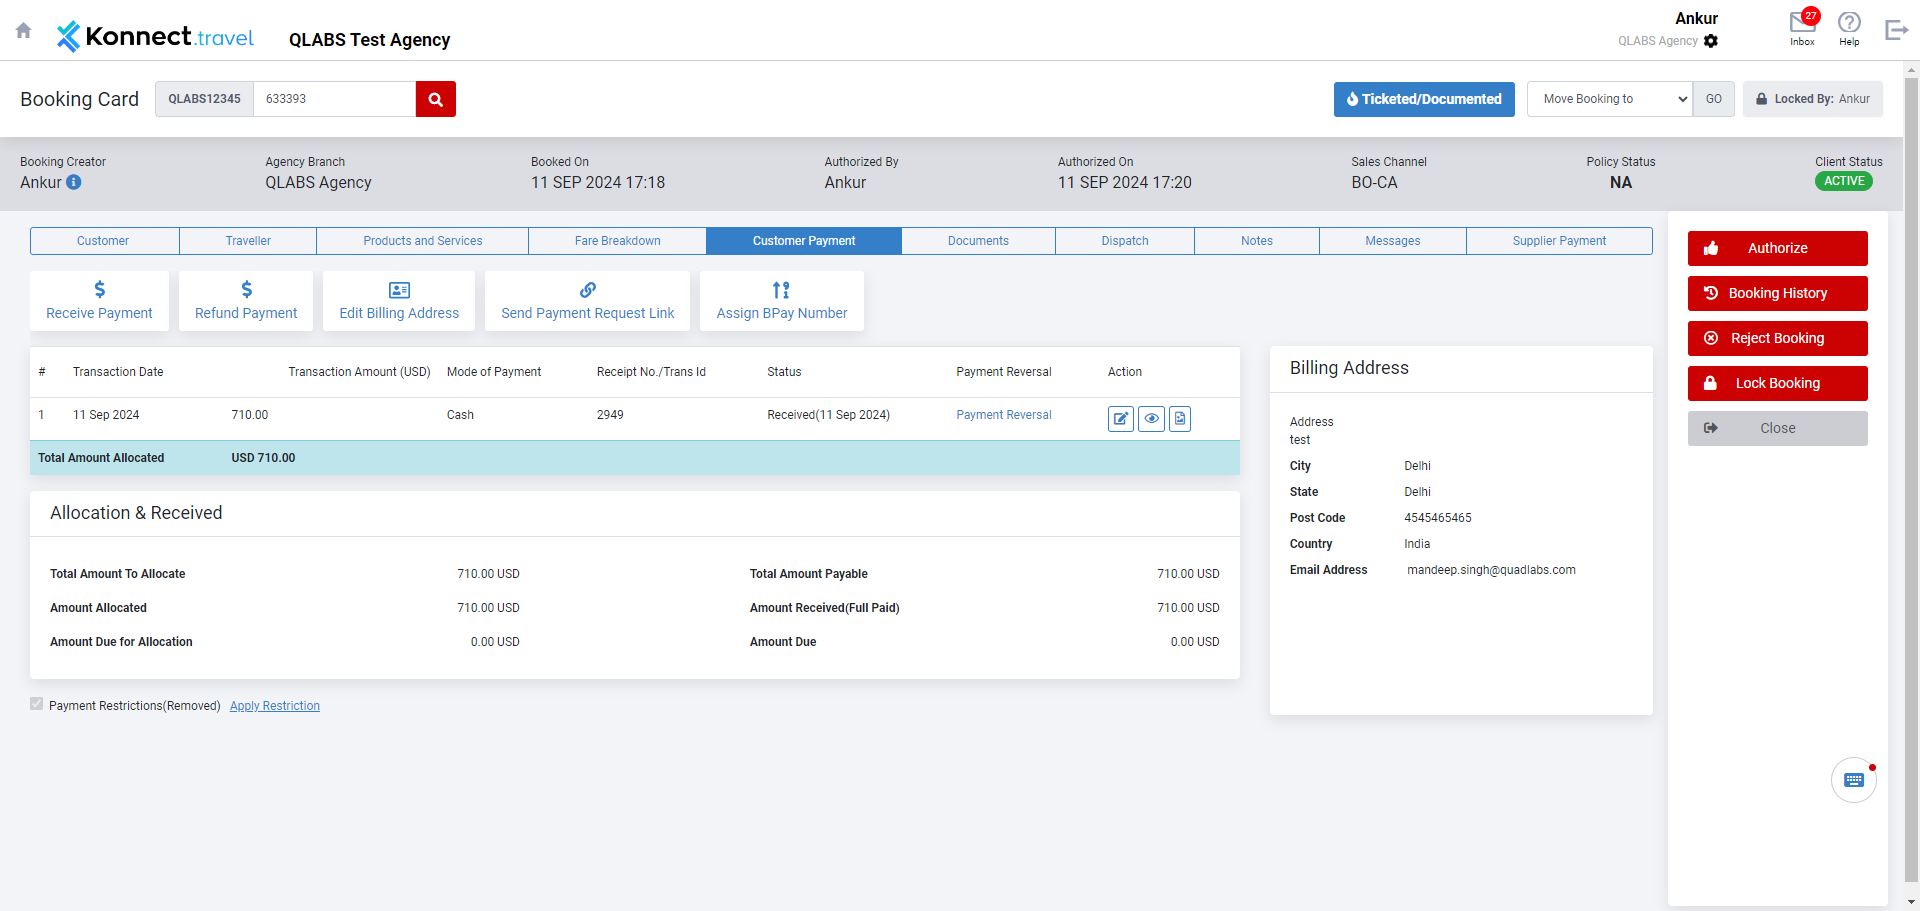 Konnect.travel
QLABS Test Agency
Ankur
QLABS Agency
27
Inbox
Help
Booking Card
QLABS12345
633393
Ticketed/Documented
Move Booking to
GO
Locked By: Ankur
Booking Creator
Ankur
Agency Branch
QLABS Agency
Booked On
11 SEP 2024 17:18
Authorized By
Ankur
Authorized On
11 SEP 2024 17:20
Sales Channel
BO-CA
Policy Status
NA
Client Status
ACTIVE
Customer
Traveller
Products and Services
Fare Breakdown
Customer Payment
Documents
Dispatch
Notes
Messages
Supplier Payment
Receive Payment
Refund Payment
Edit Billing Address
Send Payment Request Link
Assign BPay Number
# Transaction Date Transaction Amount (USD) Mode of Payment Receipt No./Trans Id Status Payment Reversal Action
1 11 Sep 2024 710.00 Cash 2949 Received(11 Sep 2024) Payment Reversal
Total Amount Allocated USD 710.00
Allocation & Received
Total Amount To Allocate 710.00 USD
Total Amount Payable 710.00 USD
Amount Allocated 710.00 USD
Amount Received(Full Paid) 710.00 USD
Amount Due for Allocation 0.00 USD
Amount Due 0.00 USD
Payment Restrictions(Removed) Apply Restriction
Billing Address
Address
test
City Delhi
State Delhi
Post Code 4545465465
Country India
Email Address mandeep.singh@quadlabs.com
Authorize
Booking History
Reject Booking
Lock Booking
Close